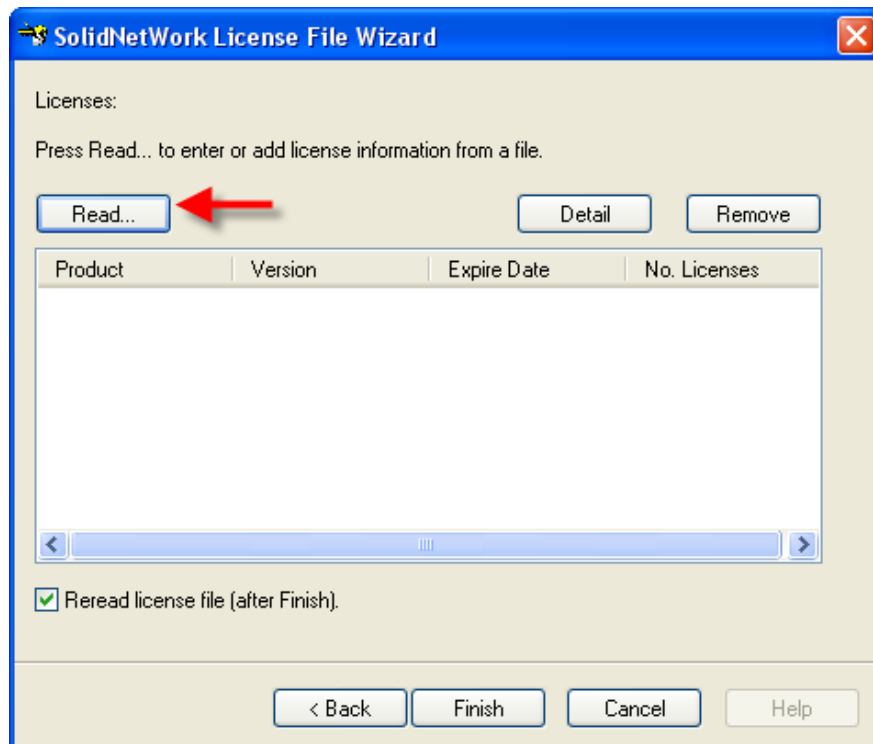 SolidNetWork License File Wizard
Licenses:
Press Read... to enter or add license information from a file.
Read... Detail Remove
Product Version Expire Date No. Licenses
Reread license file (after Finish).
< Back Finish Cancel Help